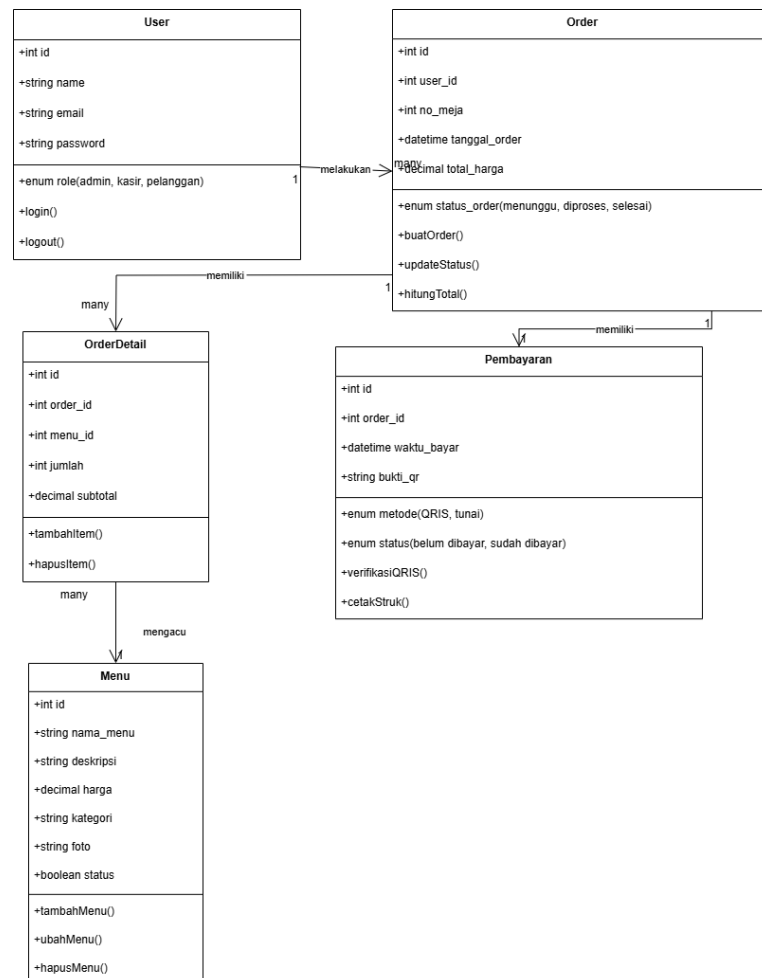 User
+int id
+string name
+string email
+string password
+enum role(admin, kasir, pelanggan)
+login()
+logout()
1
melakukan
many
Order
+int id
+int user_id
+int no_meja
+datetime tanggal_order
+decimal total_harga
+enum status_order(menunggu, diproses, selesai)
+buatOrder()
+updateStatus()
+hitungTotal()
1
memiliki
many
1
memiliki
1
OrderDetail
+int id
+int order_id
+int menu_id
+int jumlah
+decimal subtotal
+tambahItem()
+hapusItem()
many
mengacu
1
Pembayaran
+int id
+int order_id
+datetime waktu_bayar
+string bukti_qr
+enum metode(QRIS, tunai)
+enum status(belum dibayar, sudah dibayar)
+verifikasiQRIS()
+cetakStruk()
Menu
+int id
+string nama_menu
+string deskripsi
+decimal harga
+string kategori
+string foto
+boolean status
+tambahMenu()
+ubahMenu()
+hapusMenu()